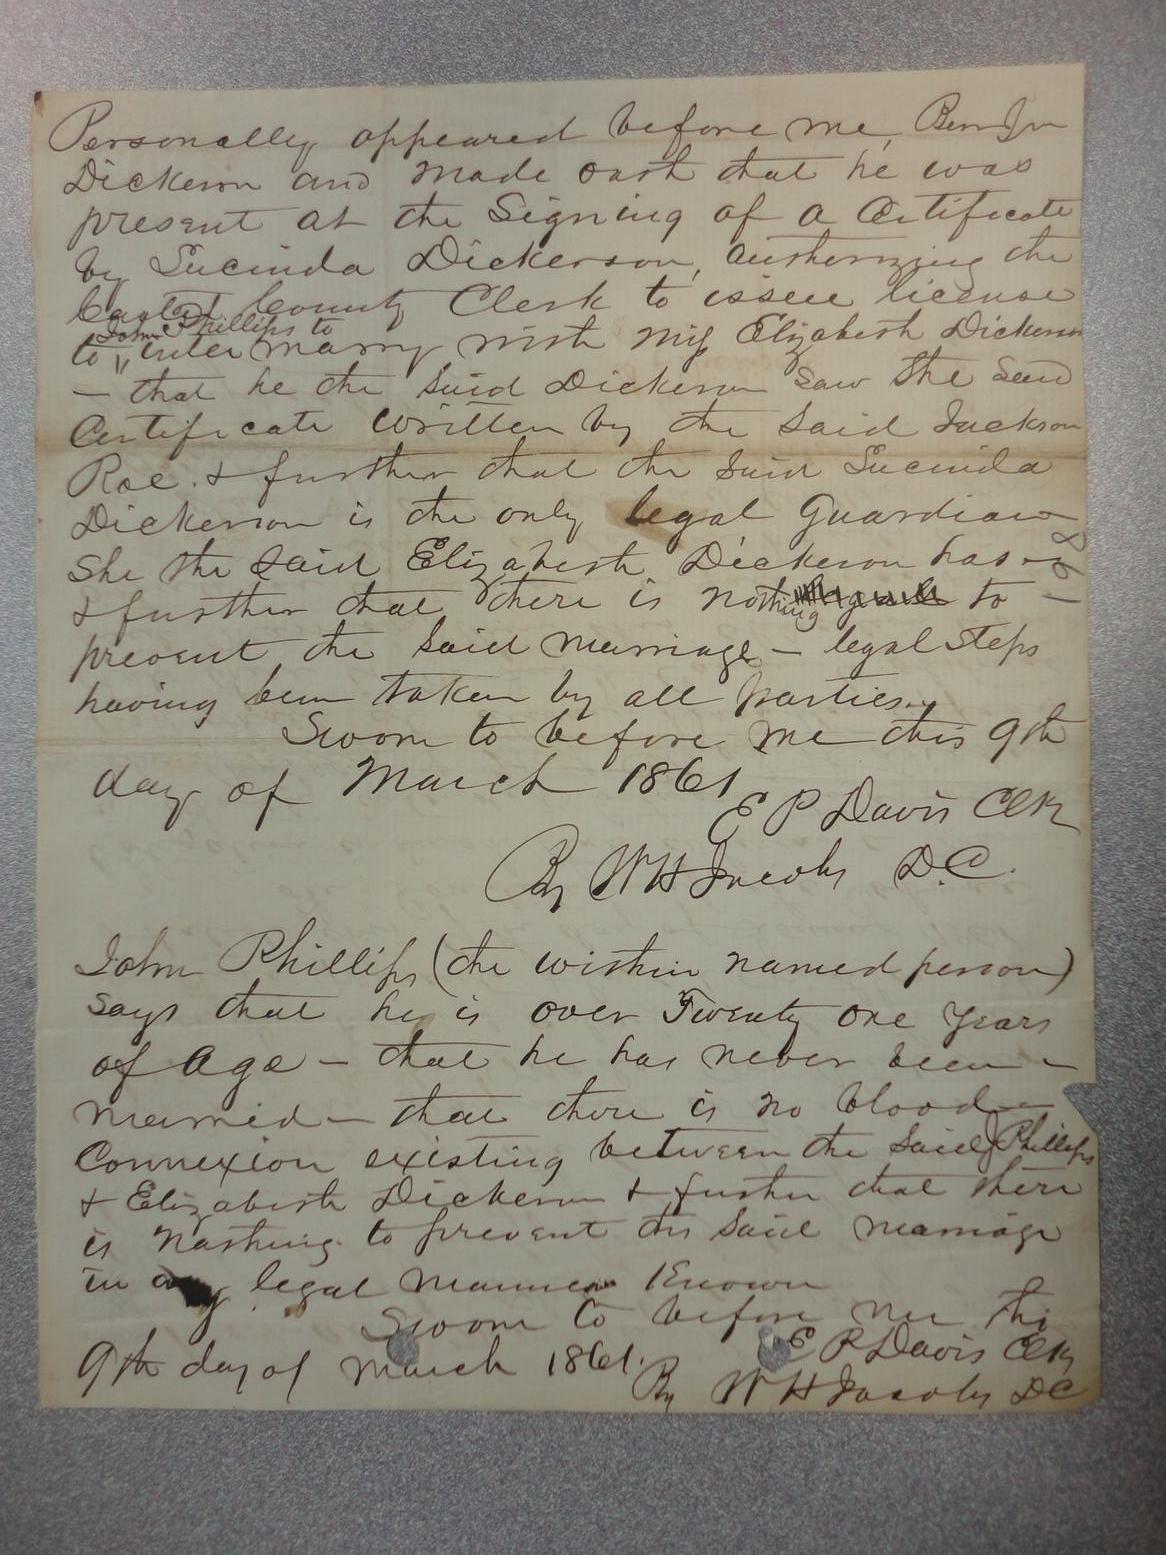 Personally appeared before me, Benjn
Dickerson and made oath that he was
present at the Signing of a Certificate
by Lucinda Dickerson, authorizing the
Carter County Clerk to issue license
John Phillips to
to intermarry with Miss Elizabeth Dickerson
— that he the said Dickerson saw the said
Certificate written by the said Jackson
Roe. & further that the said Lucinda
Dickerson is the only legal Guardian
She the said Elizabeth Dickerson has —
& further that there is nothing to
prevent the said marriage — legal steps
having been taken by all parties.
Sworn to before me this 9th
day of March 1861
E P Davis Clk
By W H Jacobs D.C.
John Phillips (the within named person)
says that he is over Twenty one years
of Age — that he has never been —
married — that there is no blood —
Connexion existing between the said J Phillips
& Elizabeth Dickerson & further that there
is nothing to prevent the said marriage
in any legal manner known
Sworn to before me this
9th day of March 1861.
E P Davis Clk
By W H Jacobs DC